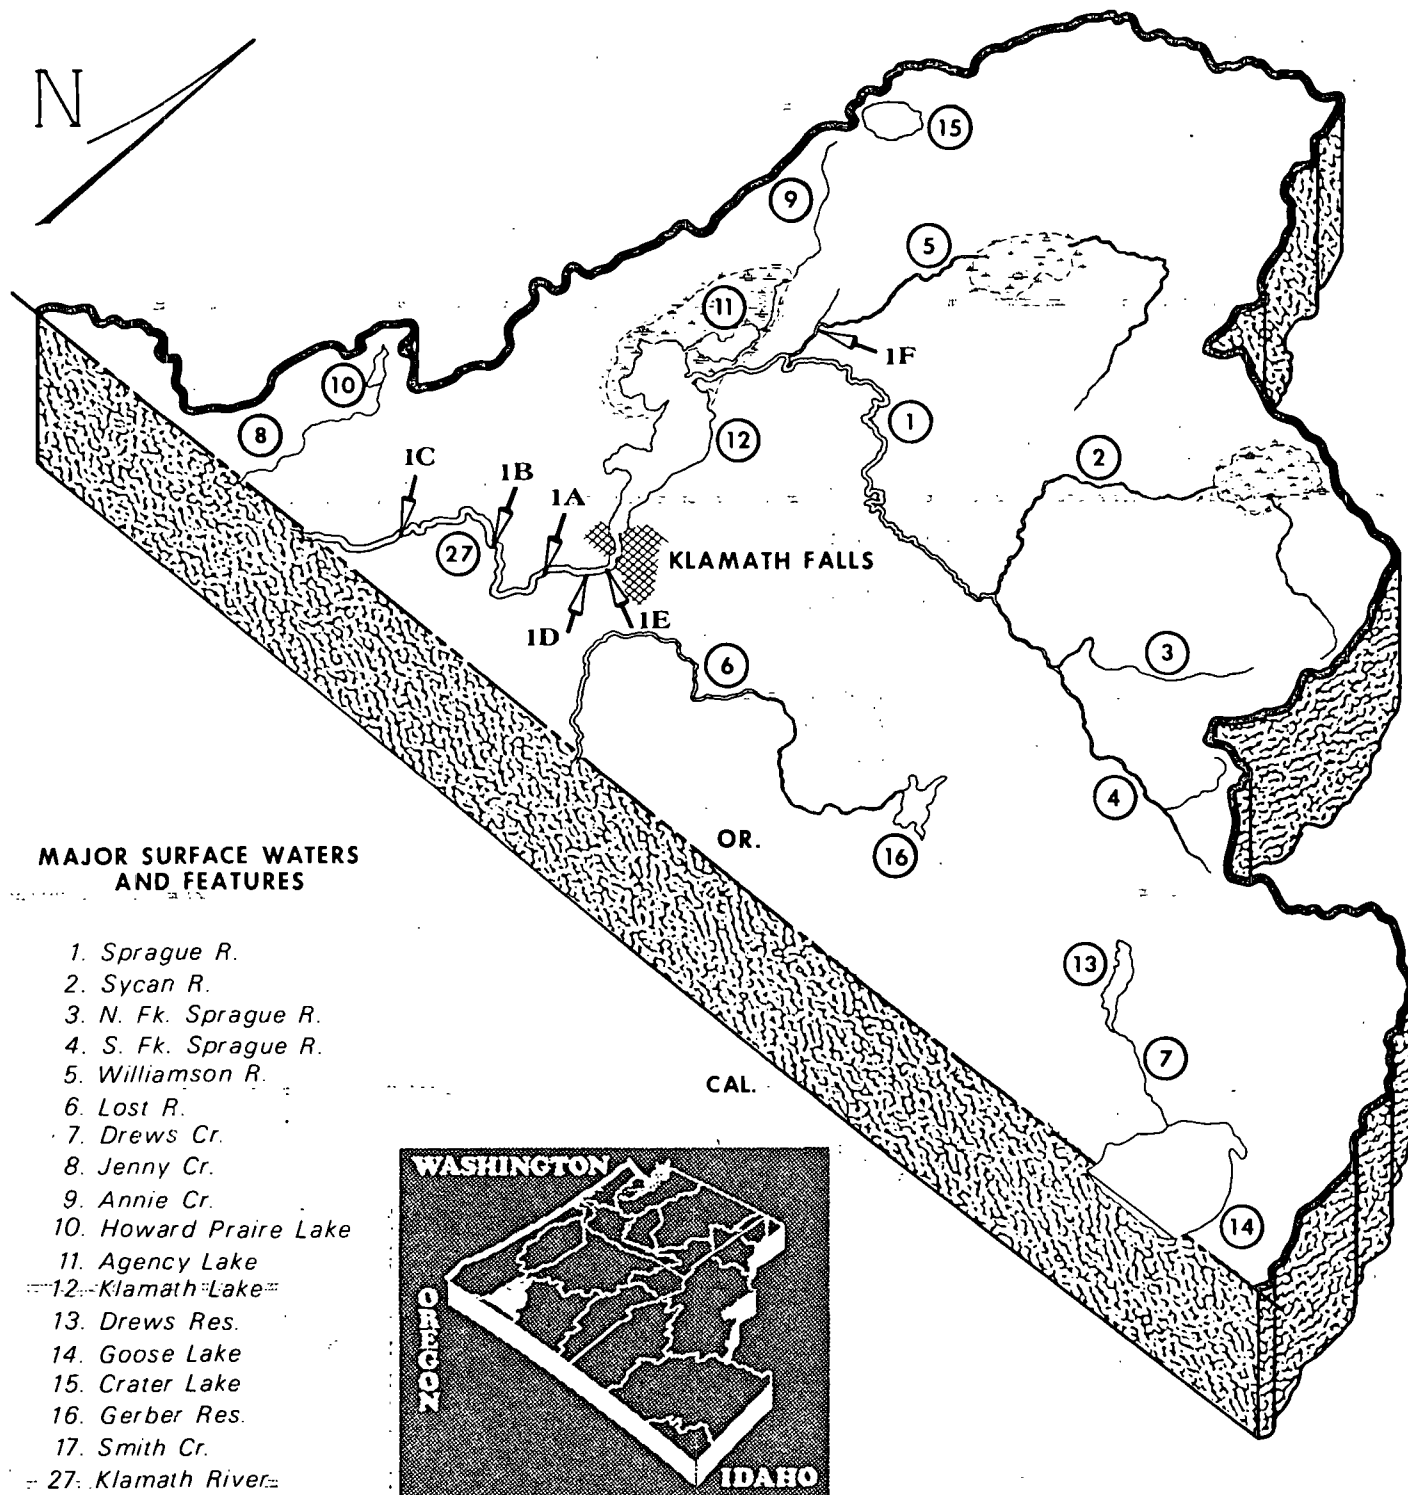 N
15
9
5
11
1F
10
1
8
12
1C
2
1B
1A
27
KLAMATH FALLS
1D
1E
6
3
4
OR.
16
MAJOR SURFACE WATERS
AND FEATURES
13
1. Sprague R.
2. Sycan R.
3. N. Fk. Sprague R.
4. S. Fk. Sprague R.
5. Williamson R.
6. Lost R.
7. Drews Cr.
8. Jenny Cr.
9. Annie Cr.
10. Howard Praire Lake
11. Agency Lake
12. Klamath Lake
13. Drews Res.
14. Goose Lake
15. Crater Lake
16. Gerber Res.
17. Smith Cr.
27. Klamath River
7
CAL.
14
WASHINGTON
OREGON
IDAHO